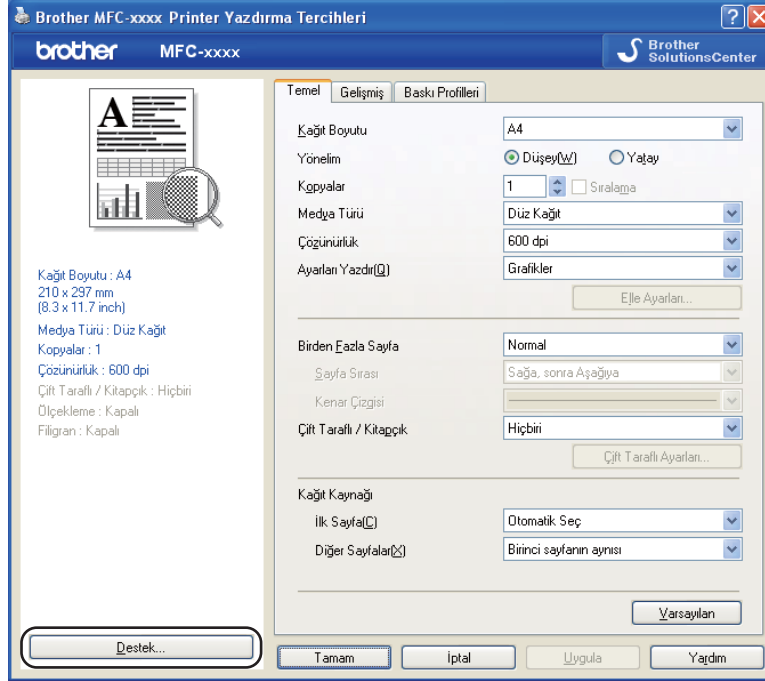 Brother MFC-xxxx Printer Yazdırma Tercihleri
brother MFC-xxxx
Brother
SolutionsCenter
A
Kağıt Boyutu : A4
210 x 297 mm
(8.3 x 11.7 inch)
Medya Türü : Düz Kağıt
Kopyalar : 1
Çözünürlük : 600 dpi
Çift Taraflı / Kitapçık : Hiçbiri
Ölçekleme : Kapalı
Filigran : Kapalı
Destek...
Temel Gelişmiş Baskı Profilleri
Kağıt Boyutu A4
Yönelim Düşey(W) Yatay
Kopyalar 1 Sıralama
Medya Türü Düz Kağıt
Çözünürlük 600 dpi
Ayarları Yazdır(Q) Grafikler
Elle Ayarları...
Birden Fazla Sayfa Normal
Sayfa Sırası Sağa, sonra Aşağıya
Kenar Çizgisi
Çift Taraflı / Kitapçık Hiçbiri
Çift Taraflı Ayarları...
Kağıt Kaynağı
İlk Sayfa(C) Otomatik Seç
Diğer Sayfalar(X) Birinci sayfanın aynısı
Varsayılan
Tamam İptal Uygula Yardım